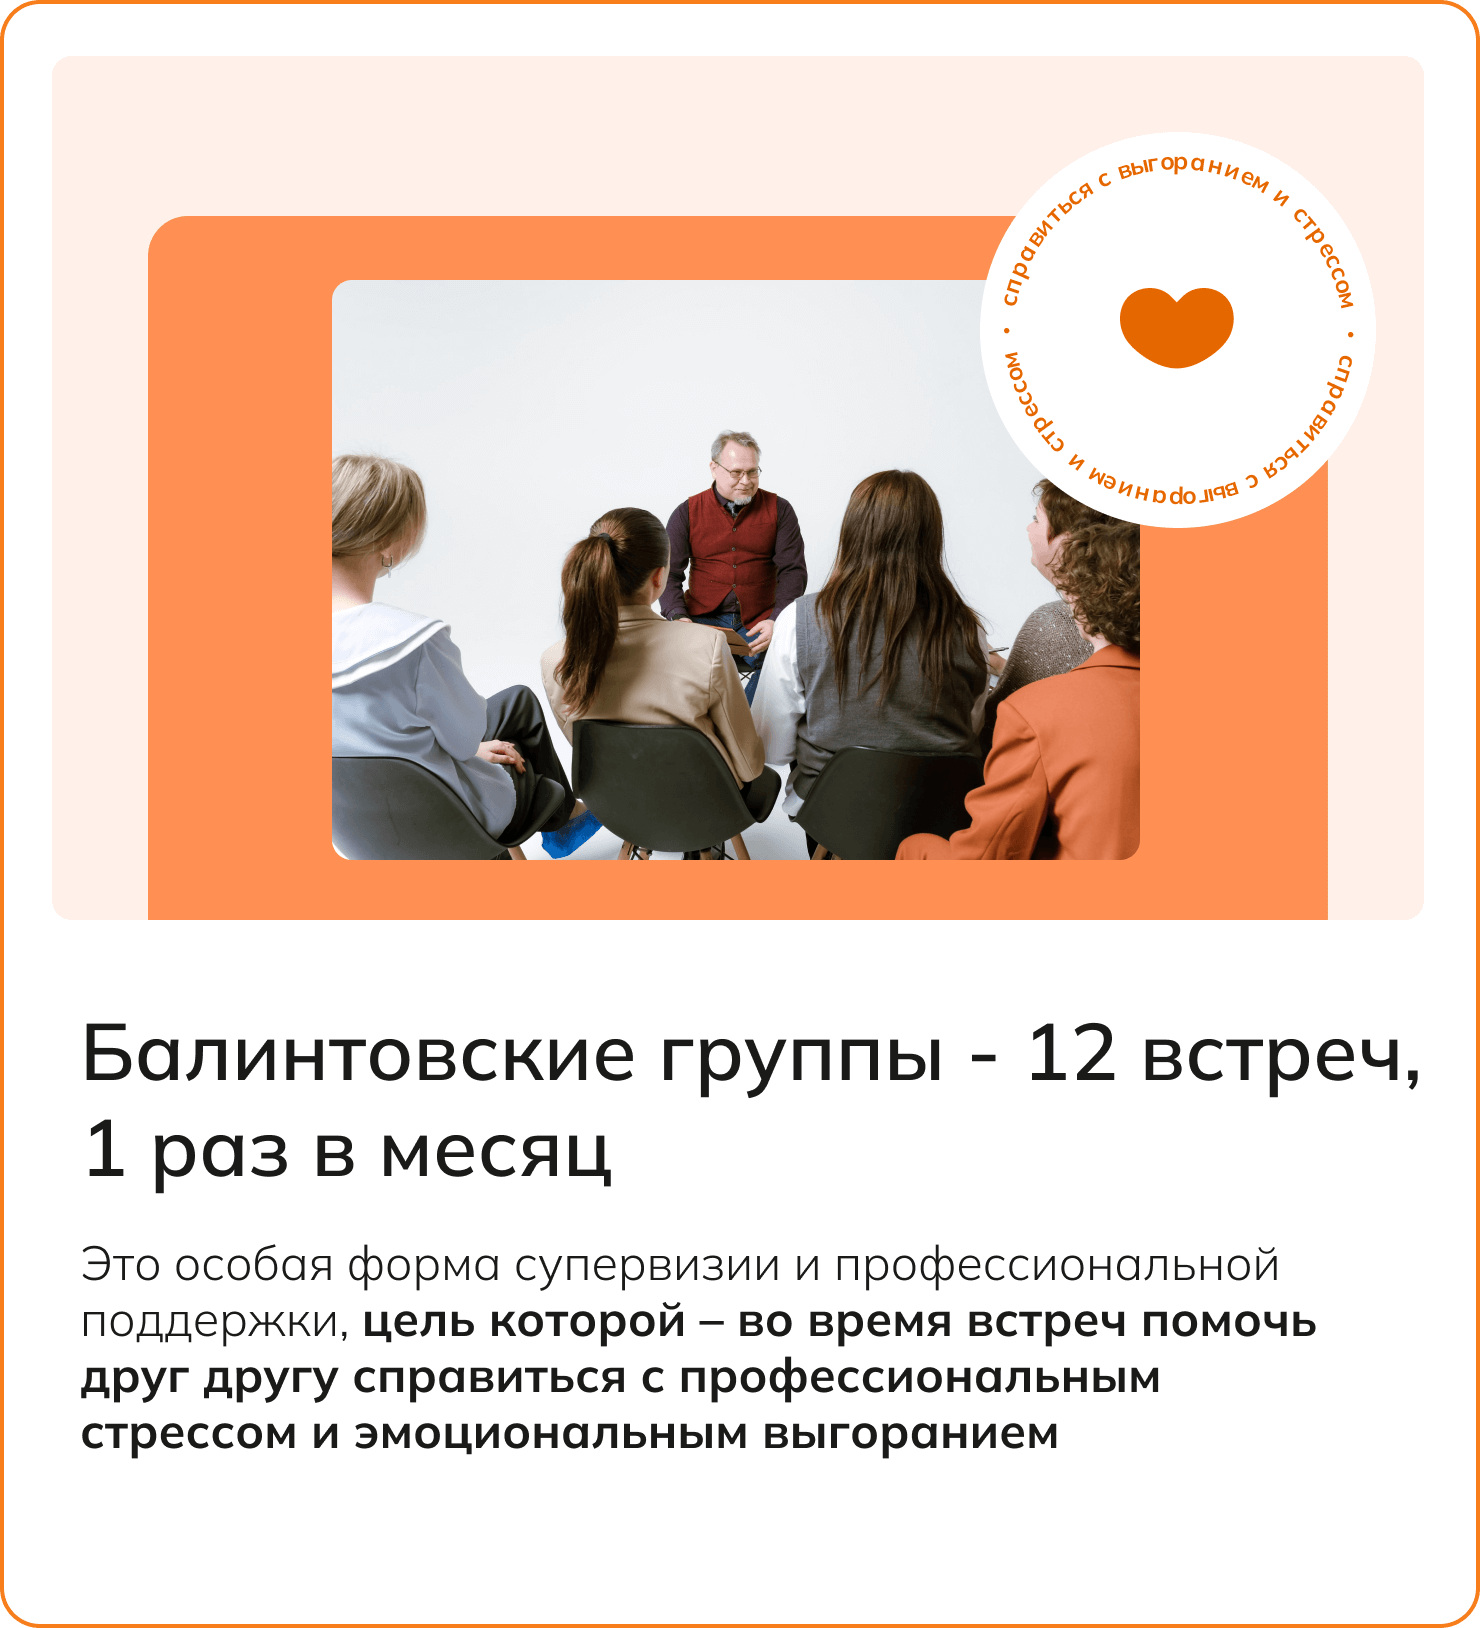 справиться с выгоранием и стрессом • справиться с выгоранием и стрессом •
Балинтовские группы - 12 встреч,
1 раз в месяц
Это особая форма супервизии и профессиональной
поддержки, цель которой – во время встреч помочь
друг другу справиться с профессиональным
стрессом и эмоциональным выгоранием